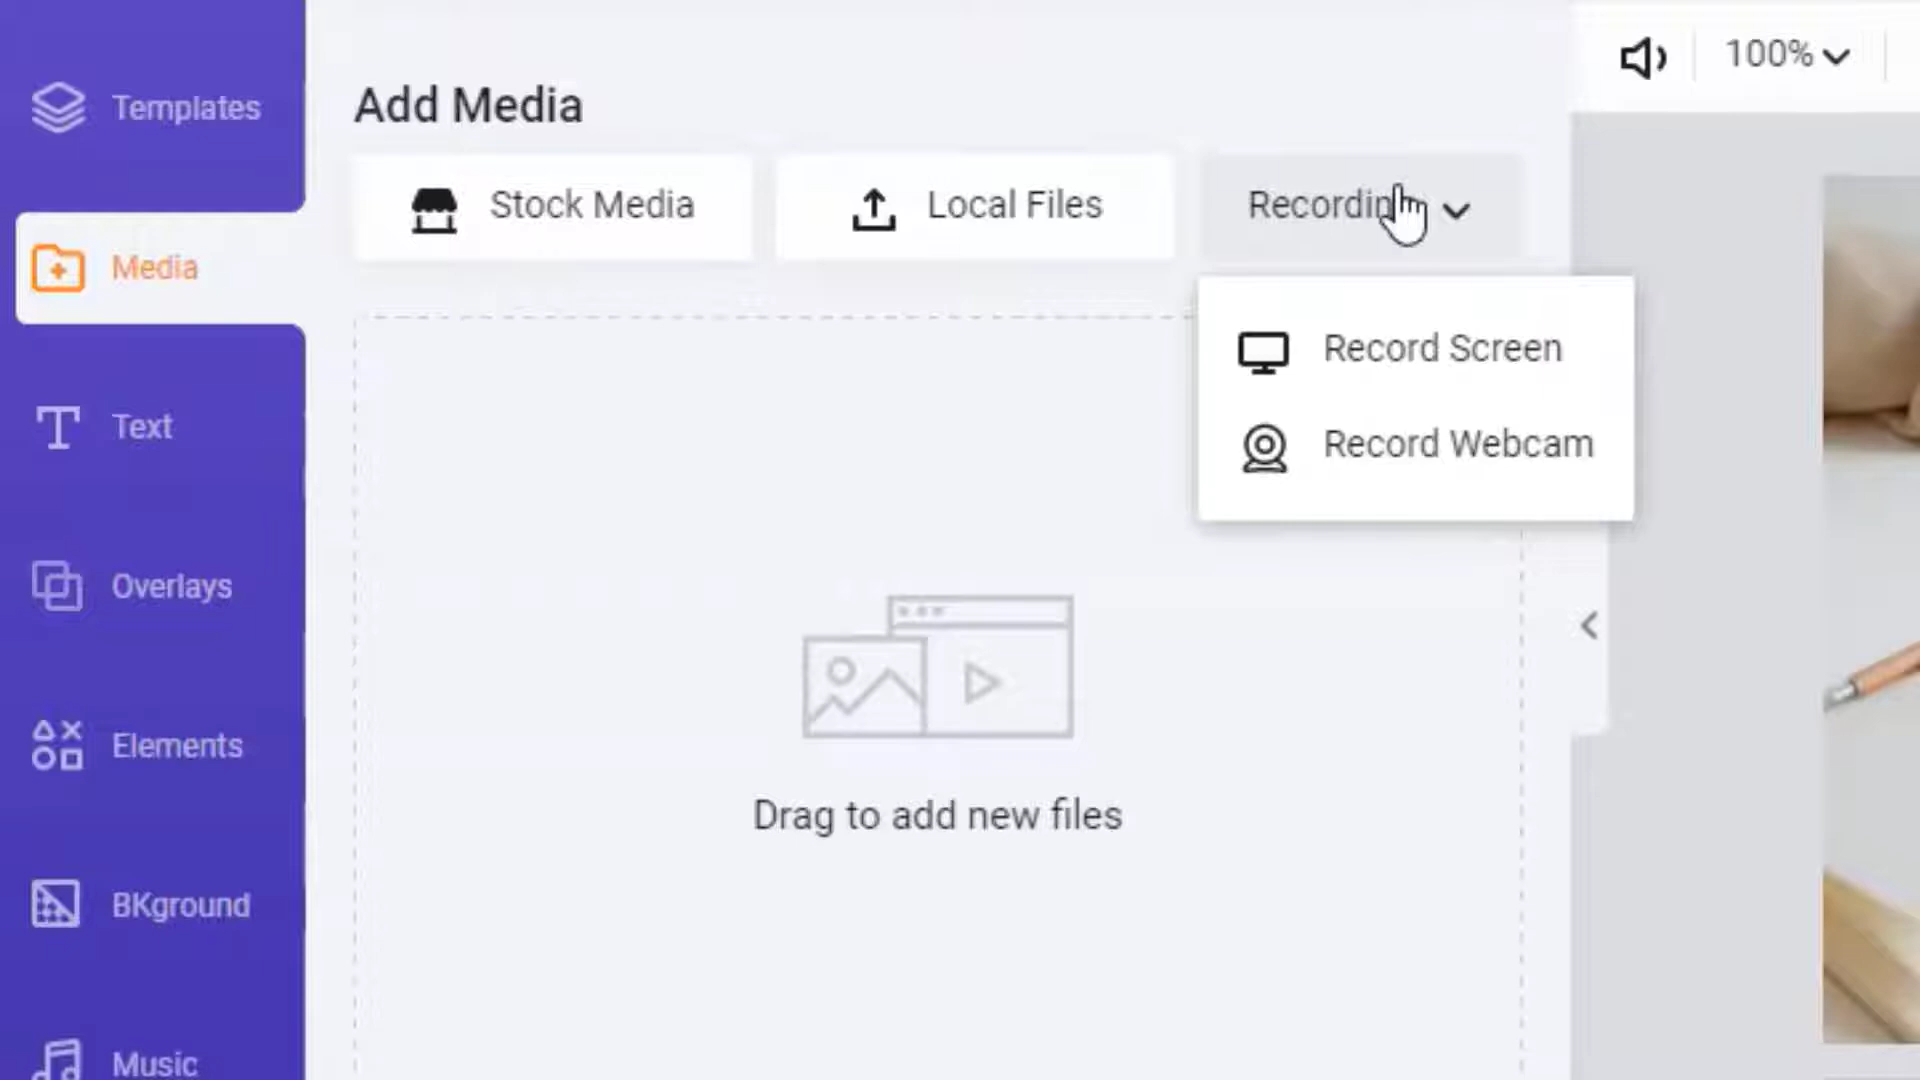 Templates
Media
Text
Overlays
Elements
BKground
Music
Add Media
Stock Media
Local Files
Recording
Record Screen
Record Webcam
Drag to add new files
100%